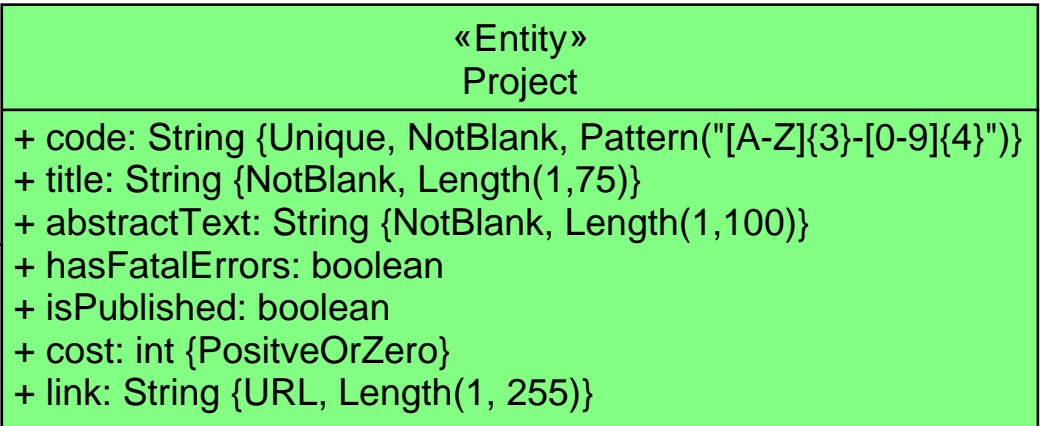 «Entity»
Project
+ code: String {Unique, NotBlank, Pattern("[A-Z]{3}-[0-9]{4}")}
+ title: String {NotBlank, Length(1,75)}
+ abstractText: String {NotBlank, Length(1,100)}
+ hasFatalErrors: boolean
+ isPublished: boolean
+ cost: int {PositveOrZero}
+ link: String {URL, Length(1, 255)}